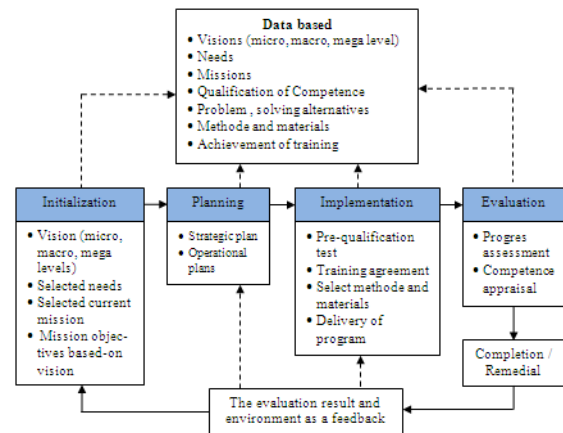 Data based
• Visions (micro, macro, mega level)
• Needs
• Missions
• Qualification of Competence
• Problem , solving alternatives
• Methode and materials
• Achievement of training
Initialization
• Vision (micro,
macro, mega
levels)
• Selected needs
• Selected current
mission
• Mission objec-
tives based-on
vision
Planning
• Strategic plan
• Operational
plans
Implementation
• Pre-qualification
test
• Training agreement
• Select methode and
materials
• Delivery of
program
Evaluation
• Progres
assessment
• Competence
appraisal
Completion /
Remedial
The evaluation result and
environment as a feedback